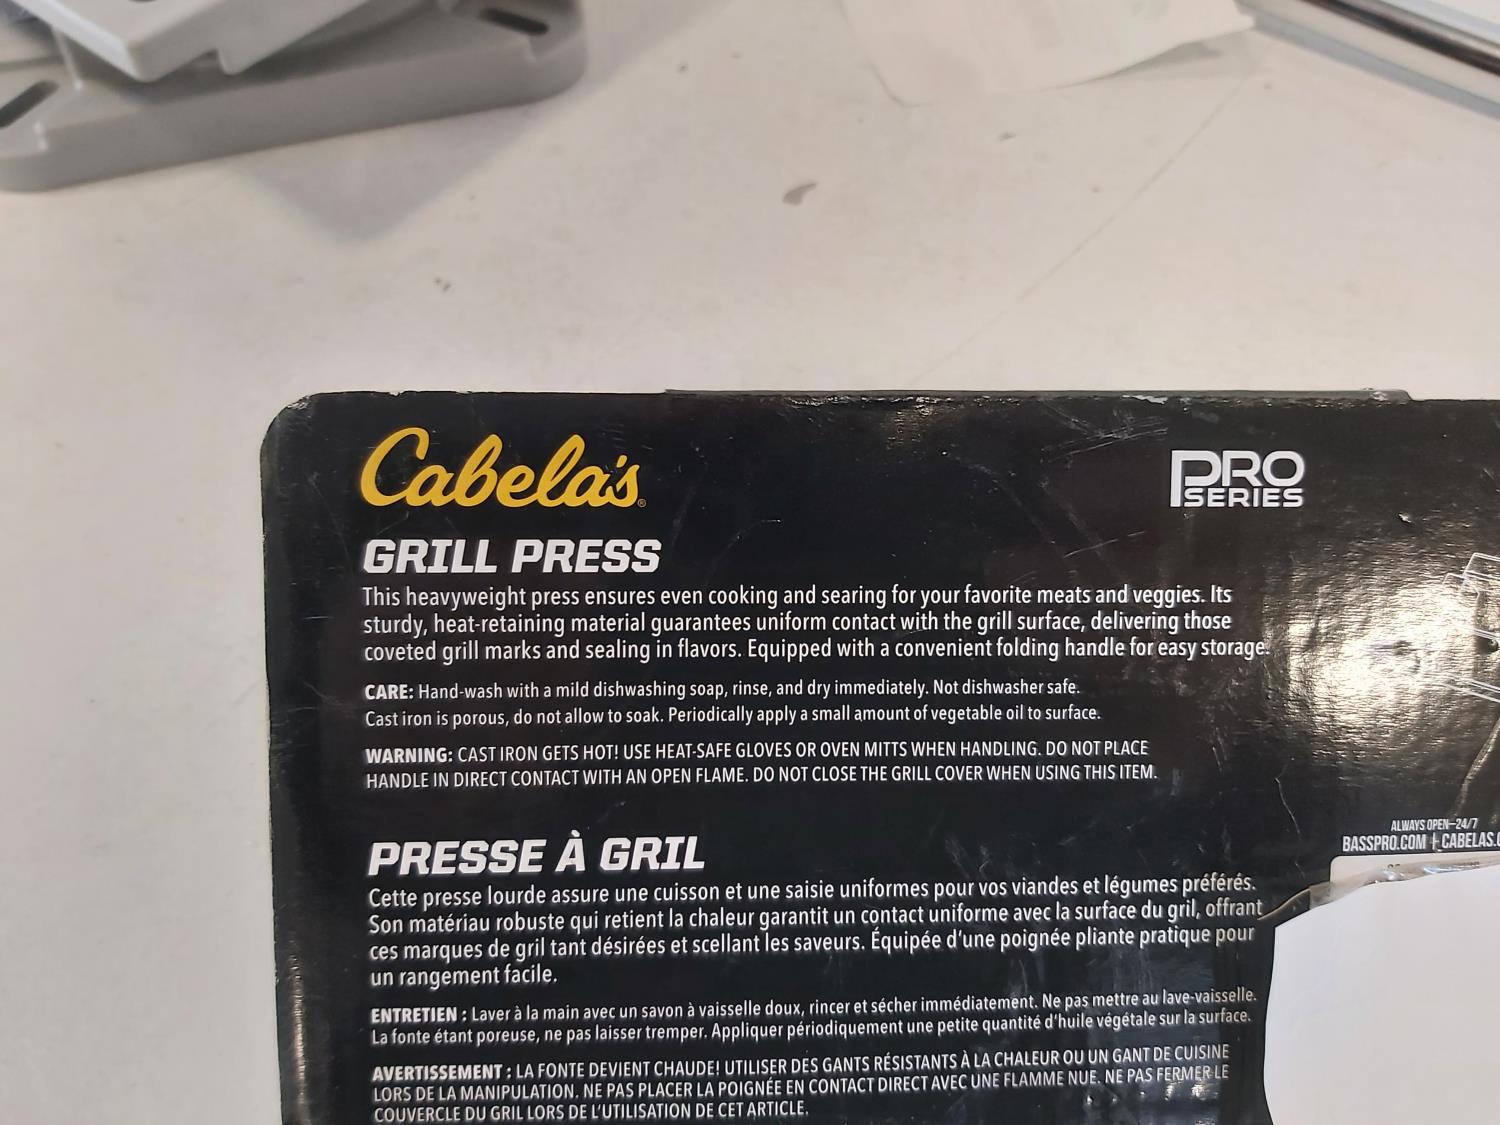 Cabela's®
PRO
SERIES
GRILL PRESS
This heavyweight press ensures even cooking and searing for your favorite meats and veggies. Its
sturdy, heat-retaining material guarantees uniform contact with the grill surface, delivering those
coveted grill marks and sealing in flavors. Equipped with a convenient folding handle for easy storage.
CARE: Hand-wash with a mild dishwashing soap, rinse, and dry immediately. Not dishwasher safe.
Cast iron is porous, do not allow to soak. Periodically apply a small amount of vegetable oil to surface.
WARNING: CAST IRON GETS HOT! USE HEAT-SAFE GLOVES OR OVEN MITTS WHEN HANDLING. DO NOT PLACE
HANDLE IN DIRECT CONTACT WITH AN OPEN FLAME. DO NOT CLOSE THE GRILL COVER WHEN USING THIS ITEM.
PRESSE À GRIL
Cette presse lourde assure une cuisson et une saisie uniformes pour vos viandes et légumes préférés.
Son matériau robuste qui retient la chaleur garantit un contact uniforme avec la surface du gril, offrant
ces marques de gril tant désirées et scellant les saveurs. Équipée d'une poignée pliante pratique pour
un rangement facile.
ENTRETIEN : Laver à la main avec un savon à vaisselle doux, rincer et sécher immédiatement. Ne pas mettre au lave-vaisselle.
La fonte étant poreuse, ne pas laisser tremper. Appliquer périodiquement une petite quantité d'huile végétale sur la surface.
AVERTISSEMENT : LA FONTE DEVIENT CHAUDE! UTILISER DES GANTS RÉSISTANTS À LA CHALEUR OU UN GANT DE CUISINE
LORS DE LA MANIPULATION. NE PAS PLACER LA POIGNÉE EN CONTACT DIRECT AVEC UNE FLAMME NUE. NE PAS FERMER LE
COUVERCLE DU GRIL LORS DE L'UTILISATION DE CET ARTICLE.
ALWAYS OPEN—24/7
BASSPRO.COM | CABELAS.